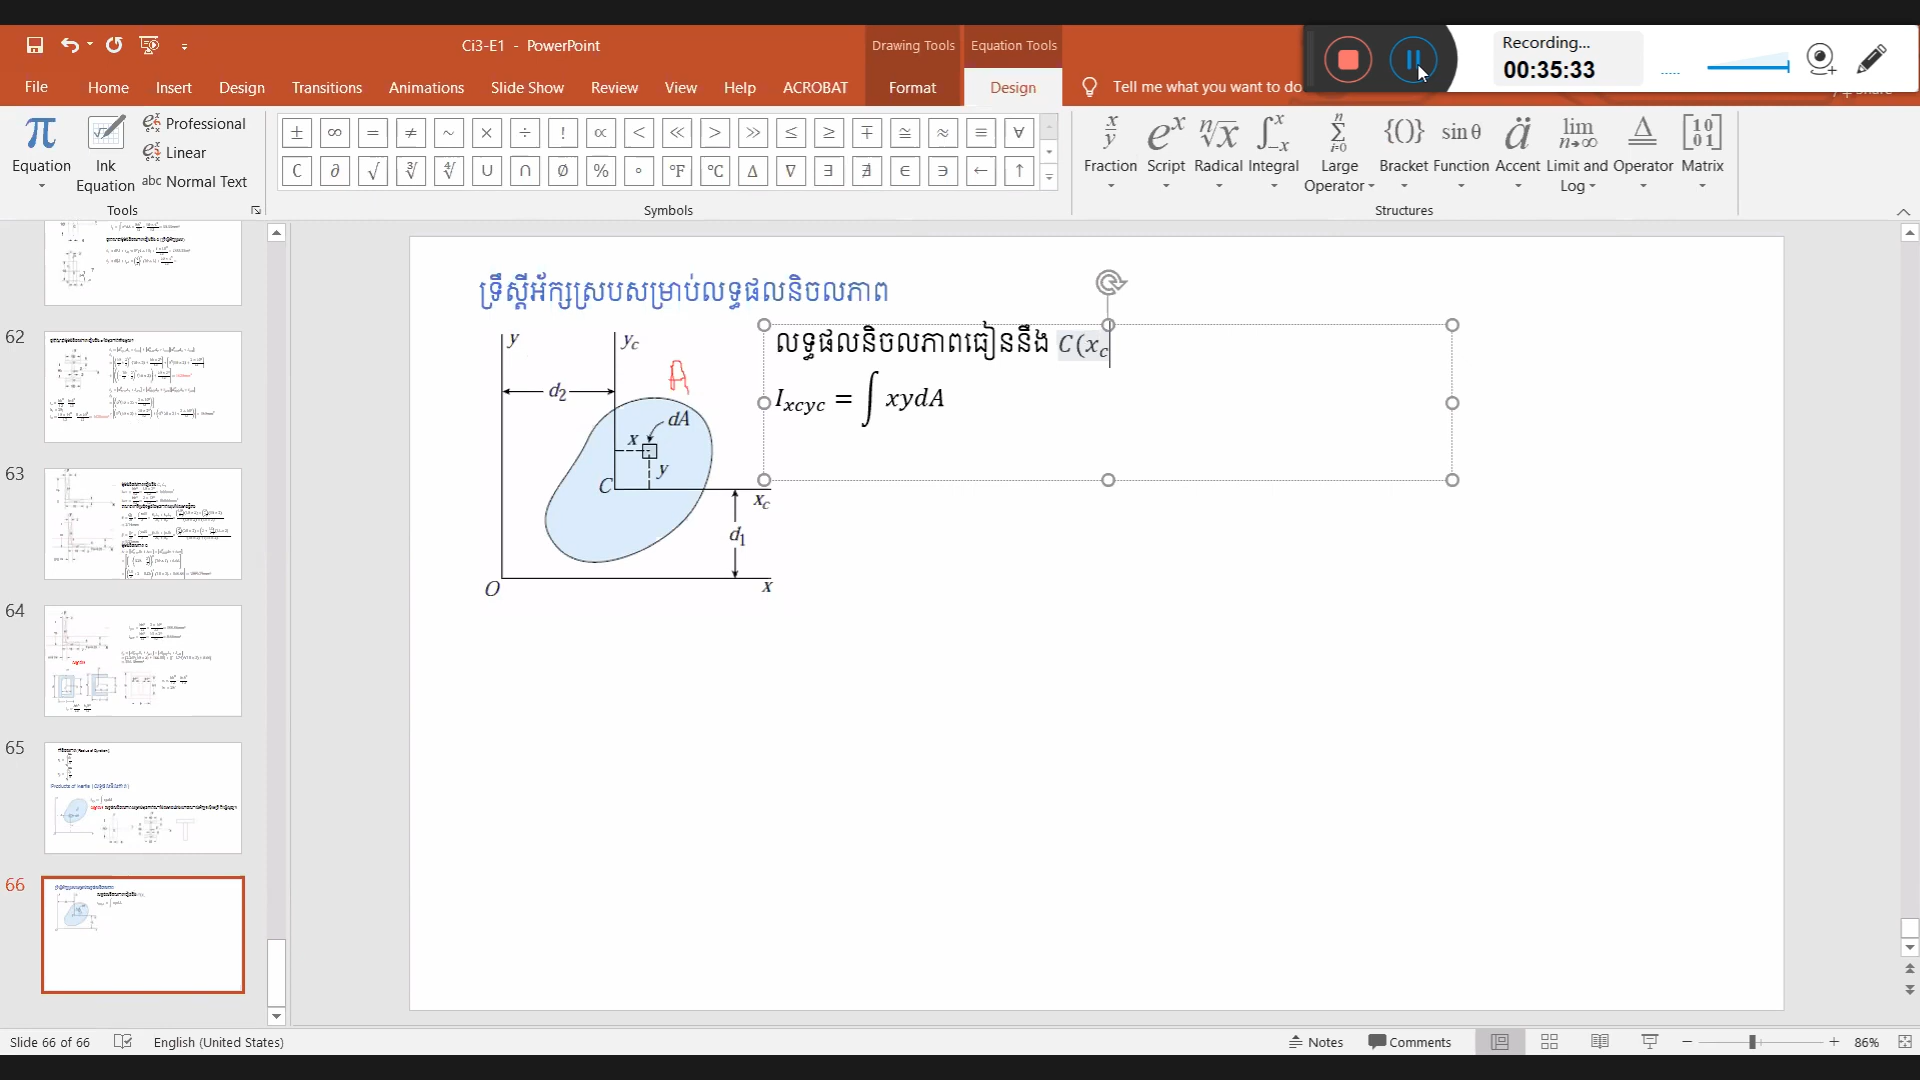 Ci3-E1 - PowerPoint
Drawing Tools
Equation Tools
Recording...
00:35:33
File
Home
Insert
Design
Transitions
Animations
Slide Show
Review
View
Help
ACROBAT
Format
Design
Tell me what you want to do
Equation
Ink Equation
Professional
Linear
abc Normal Text
Tools
± ∞ = ≠ ~ × ÷ ! ∝ < ≪ > ≫ ≤ ≥ ∓ ≅ ≈ ≡ ∀
∁ ∂ √ ∛ ∜ ∪ ∩ ∅ % ° °F °C ∆ ∇ ∃ ∄ ∈ ∋ ← ↑
Symbols
Fraction
Script
Radical
Integral
Large Operator
Bracket
Function
Accent
Limit and Log
Operator
Matrix
Structures
62
63
64
65
Products of Inertia
66
ទ្រឹស្តីអ័ក្សស្របសម្រាប់លទ្ធផលនិចលភាព
លទ្ធផលនិចលភាពធៀននឹង C(x_c
I_xcyc = ∫ xydA
y
y_c
A
d_2
dA
x
y
C
x_c
d_1
O
x
Slide 66 of 66
English (United States)
Notes
Comments
86%